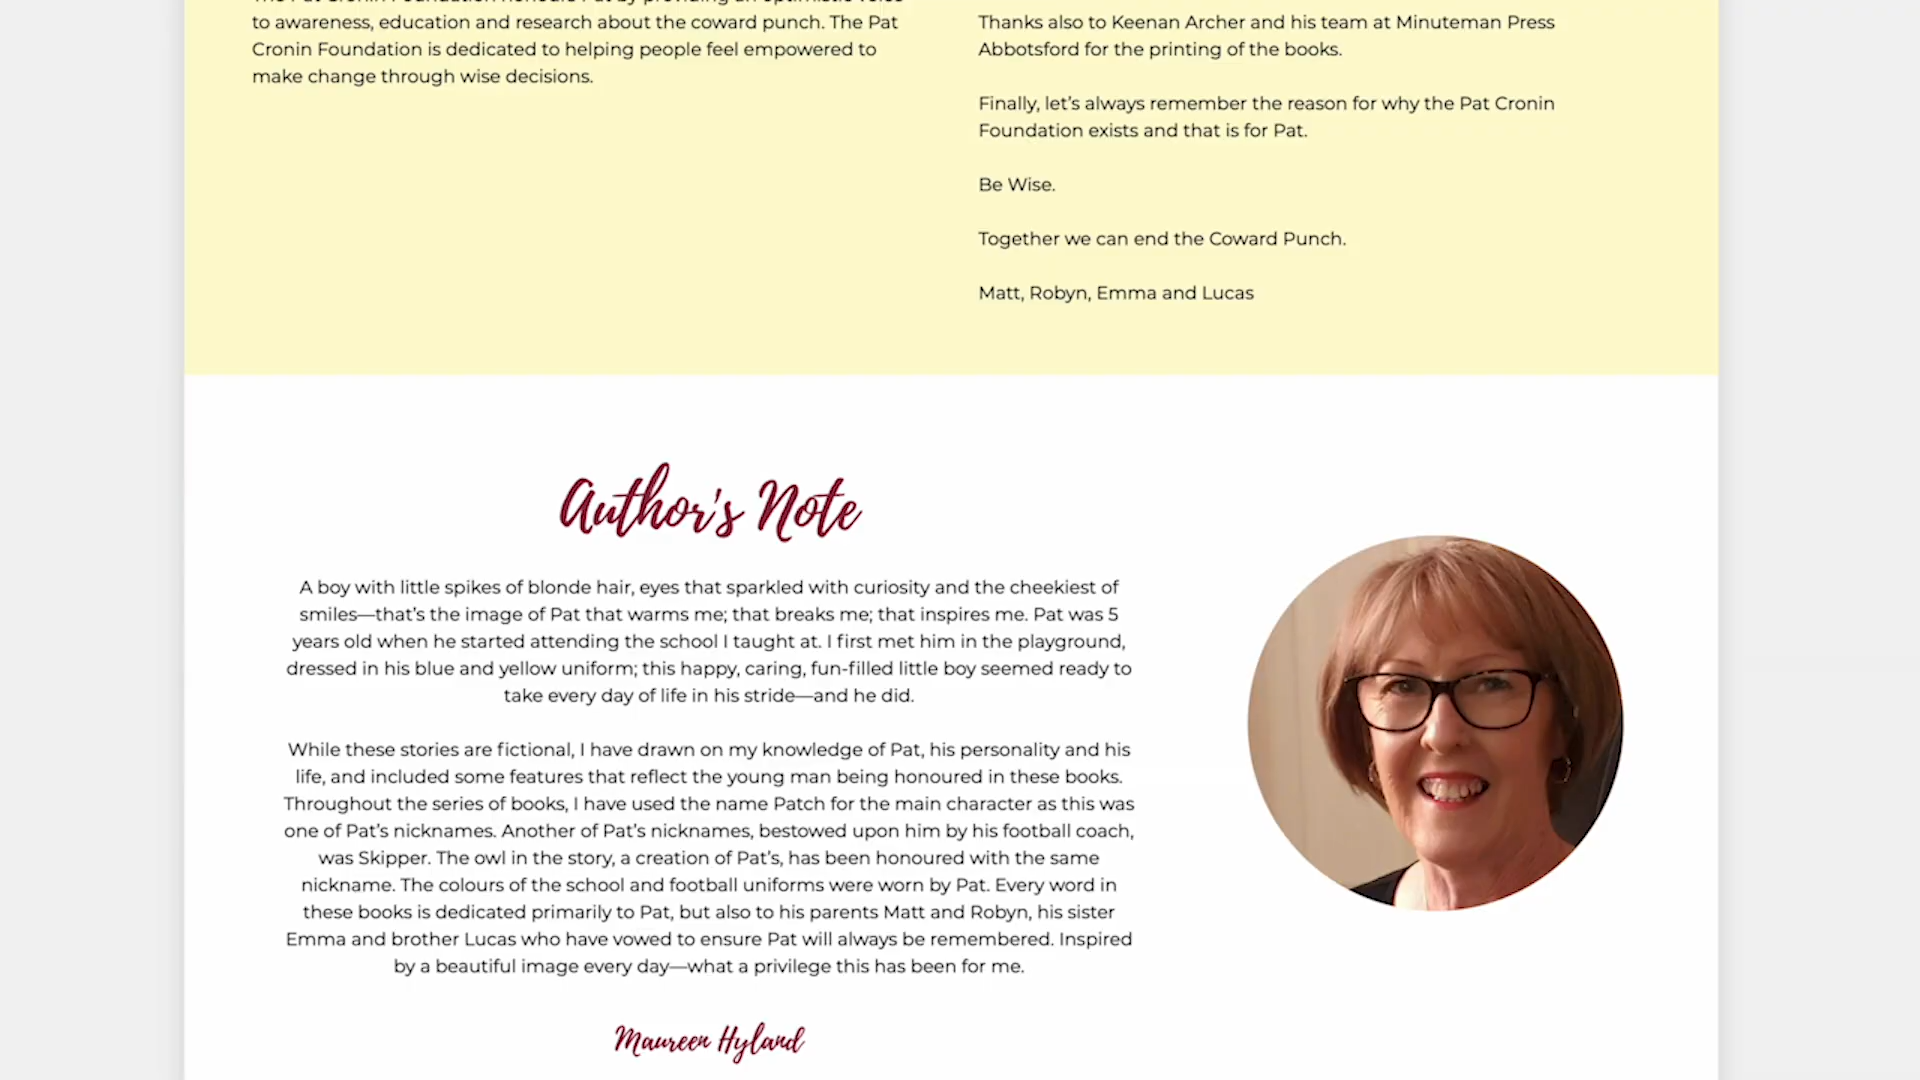 The Pat Cronin Foundation honours Pat by providing an optimistic voice
to awareness, education and research about the coward punch. The Pat
Cronin Foundation is dedicated to helping people feel empowered to
make change through wise decisions.
Thanks also to Keenan Archer and his team at Minuteman Press
Abbotsford for the printing of the books.
Finally, let’s always remember the reason for why the Pat Cronin
Foundation exists and that is for Pat.
Be Wise.
Together we can end the Coward Punch.
Matt, Robyn, Emma and Lucas
Author's Note
A boy with little spikes of blonde hair, eyes that sparkled with curiosity and the cheekiest of
smiles—that’s the image of Pat that warms me; that breaks me; that inspires me. Pat was 5
years old when he started attending the school I taught at. I first met him in the playground,
dressed in his blue and yellow uniform; this happy, caring, fun-filled little boy seemed ready to
take every day of life in his stride—and he did.
While these stories are fictional, I have drawn on my knowledge of Pat, his personality and his
life, and included some features that reflect the young man being honoured in these books.
Throughout the series of books, I have used the name Patch for the main character as this was
one of Pat’s nicknames. Another of Pat’s nicknames, bestowed upon him by his football coach,
was Skipper. The owl in the story, a creation of Pat’s, has been honoured with the same
nickname. The colours of the school and football uniforms were worn by Pat. Every word in
these books is dedicated primarily to Pat, but also to his parents Matt and Robyn, his sister
Emma and brother Lucas who have vowed to ensure Pat will always be remembered. Inspired
by a beautiful image every day—what a privilege this has been for me.
Maureen Hyland